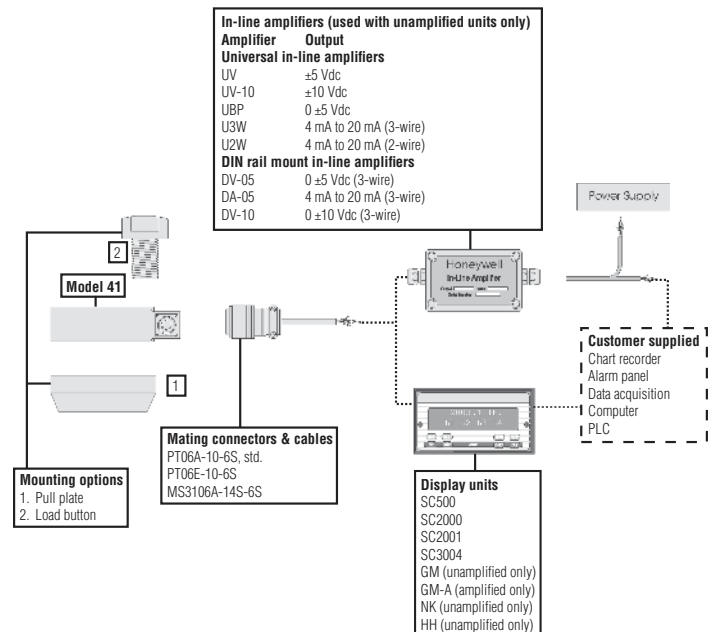 In-line amplifiers (used with unamplified units only)
Amplifier Output
Universal in-line amplifiers
UV ±5 Vdc
UV-10 ±10 Vdc
UBP 0 ±5 Vdc
U3W 4 mA to 20 mA (3-wire)
U2W 4 mA to 20 mA (2-wire)
DIN rail mount in-line amplifiers
DV-05 0 ±5 Vdc (3-wire)
DA-05 4 mA to 20 mA (3-wire)
DV-10 0 ±10 Vdc (3-wire)
Power Supply
2
Model 41
1
Honeywell
In-Line Amplifier
Customer supplied
Chart recorder
Alarm panel
Data acquisition
Computer
PLC
Mating connectors & cables
PT06A-10-6S, std.
PT06E-10-6S
MS3106A-14S-6S
Mounting options
1. Pull plate
2. Load button
Display units
SC500
SC2000
SC2001
SC3004
GM (unamplified only)
GM-A (amplified only)
NK (unamplified only)
HH (unamplified only)